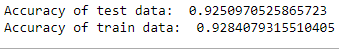 Accuracy of test data:  0.9250970525865723
Accuracy of train data:  0.9284079315510405